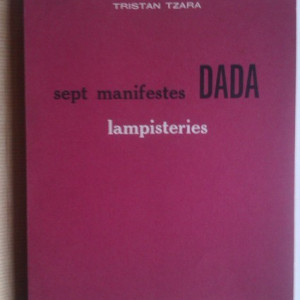 TRISTAN TZARA
sept manifestes DADA
lampisteries